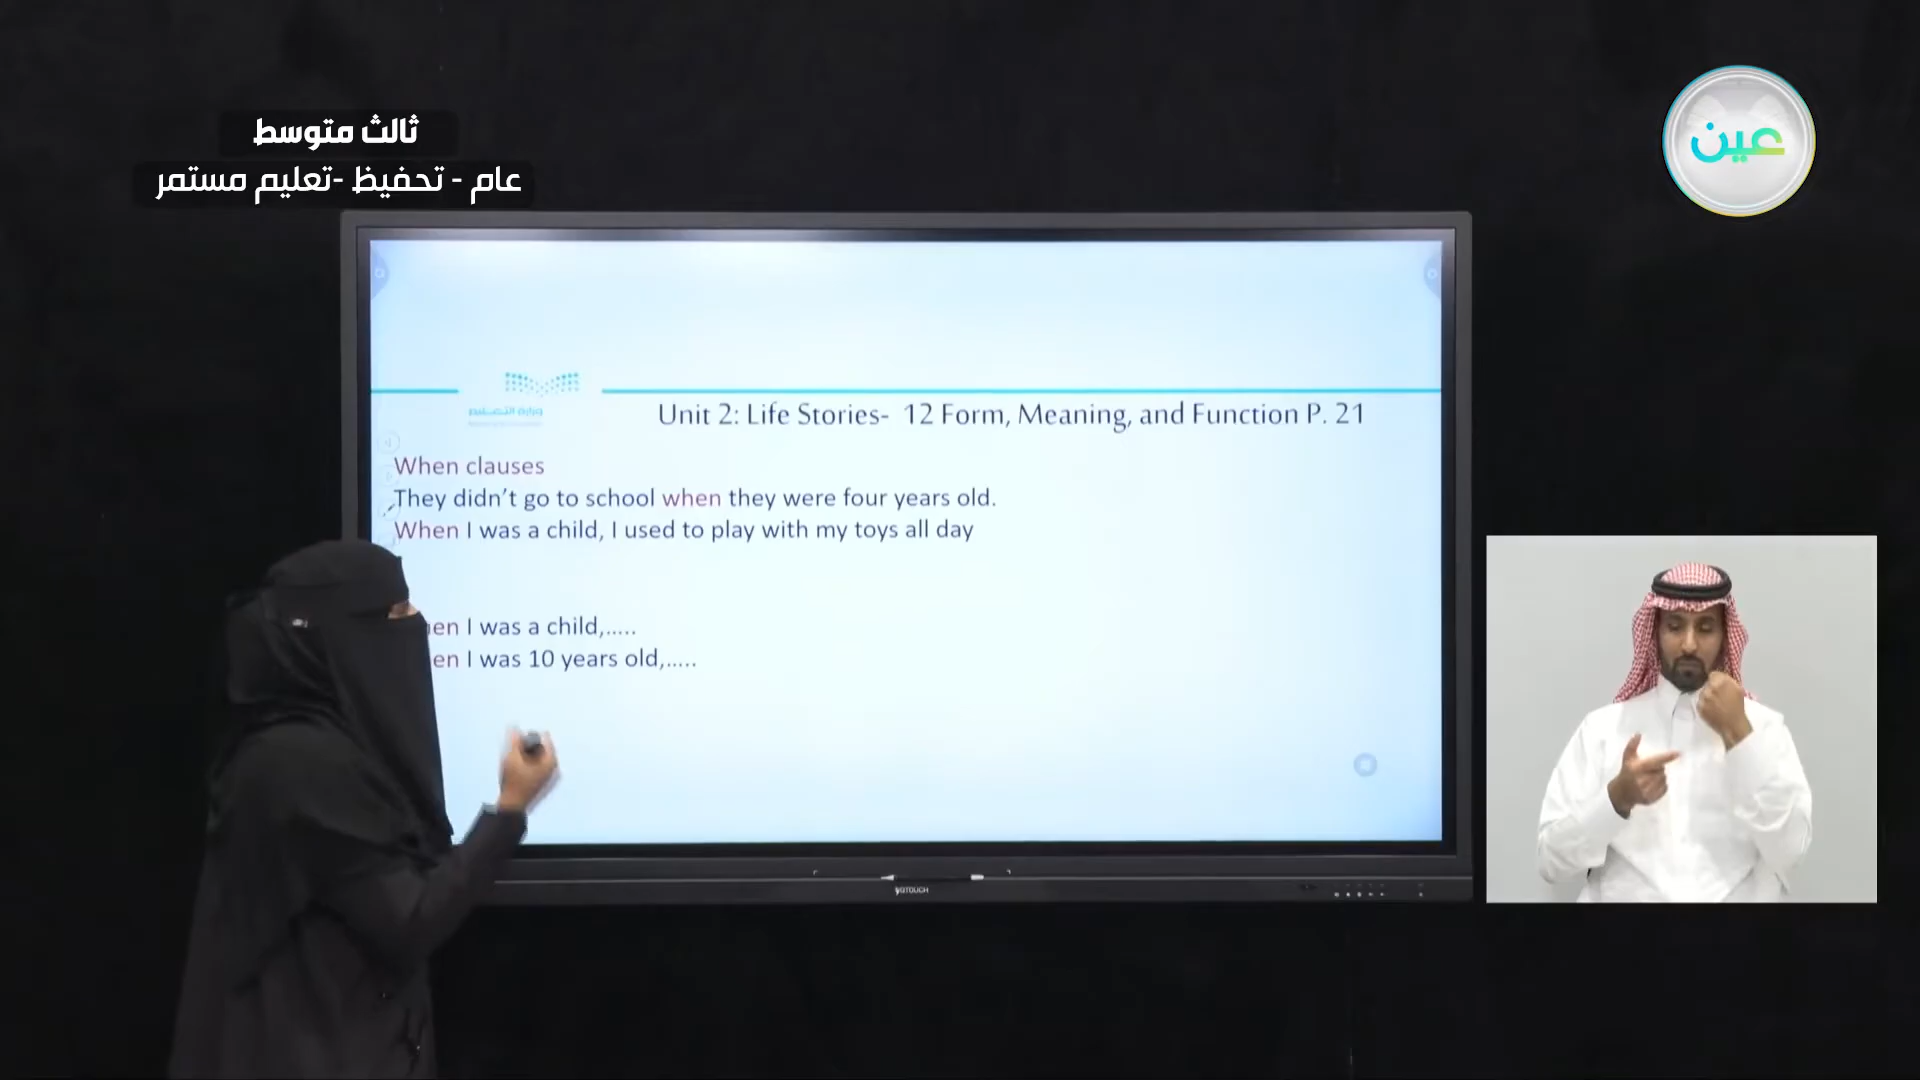 ثالث متوسط
عام - تحفيظ -تعليم مستمر
عين
وزارة التعليم
Unit 2: Life Stories- 12 Form, Meaning, and Function P. 21
When clauses
They didn't go to school when they were four years old.
When I was a child, I used to play with my toys all day
en I was a child,.....
en I was 10 years old,.....